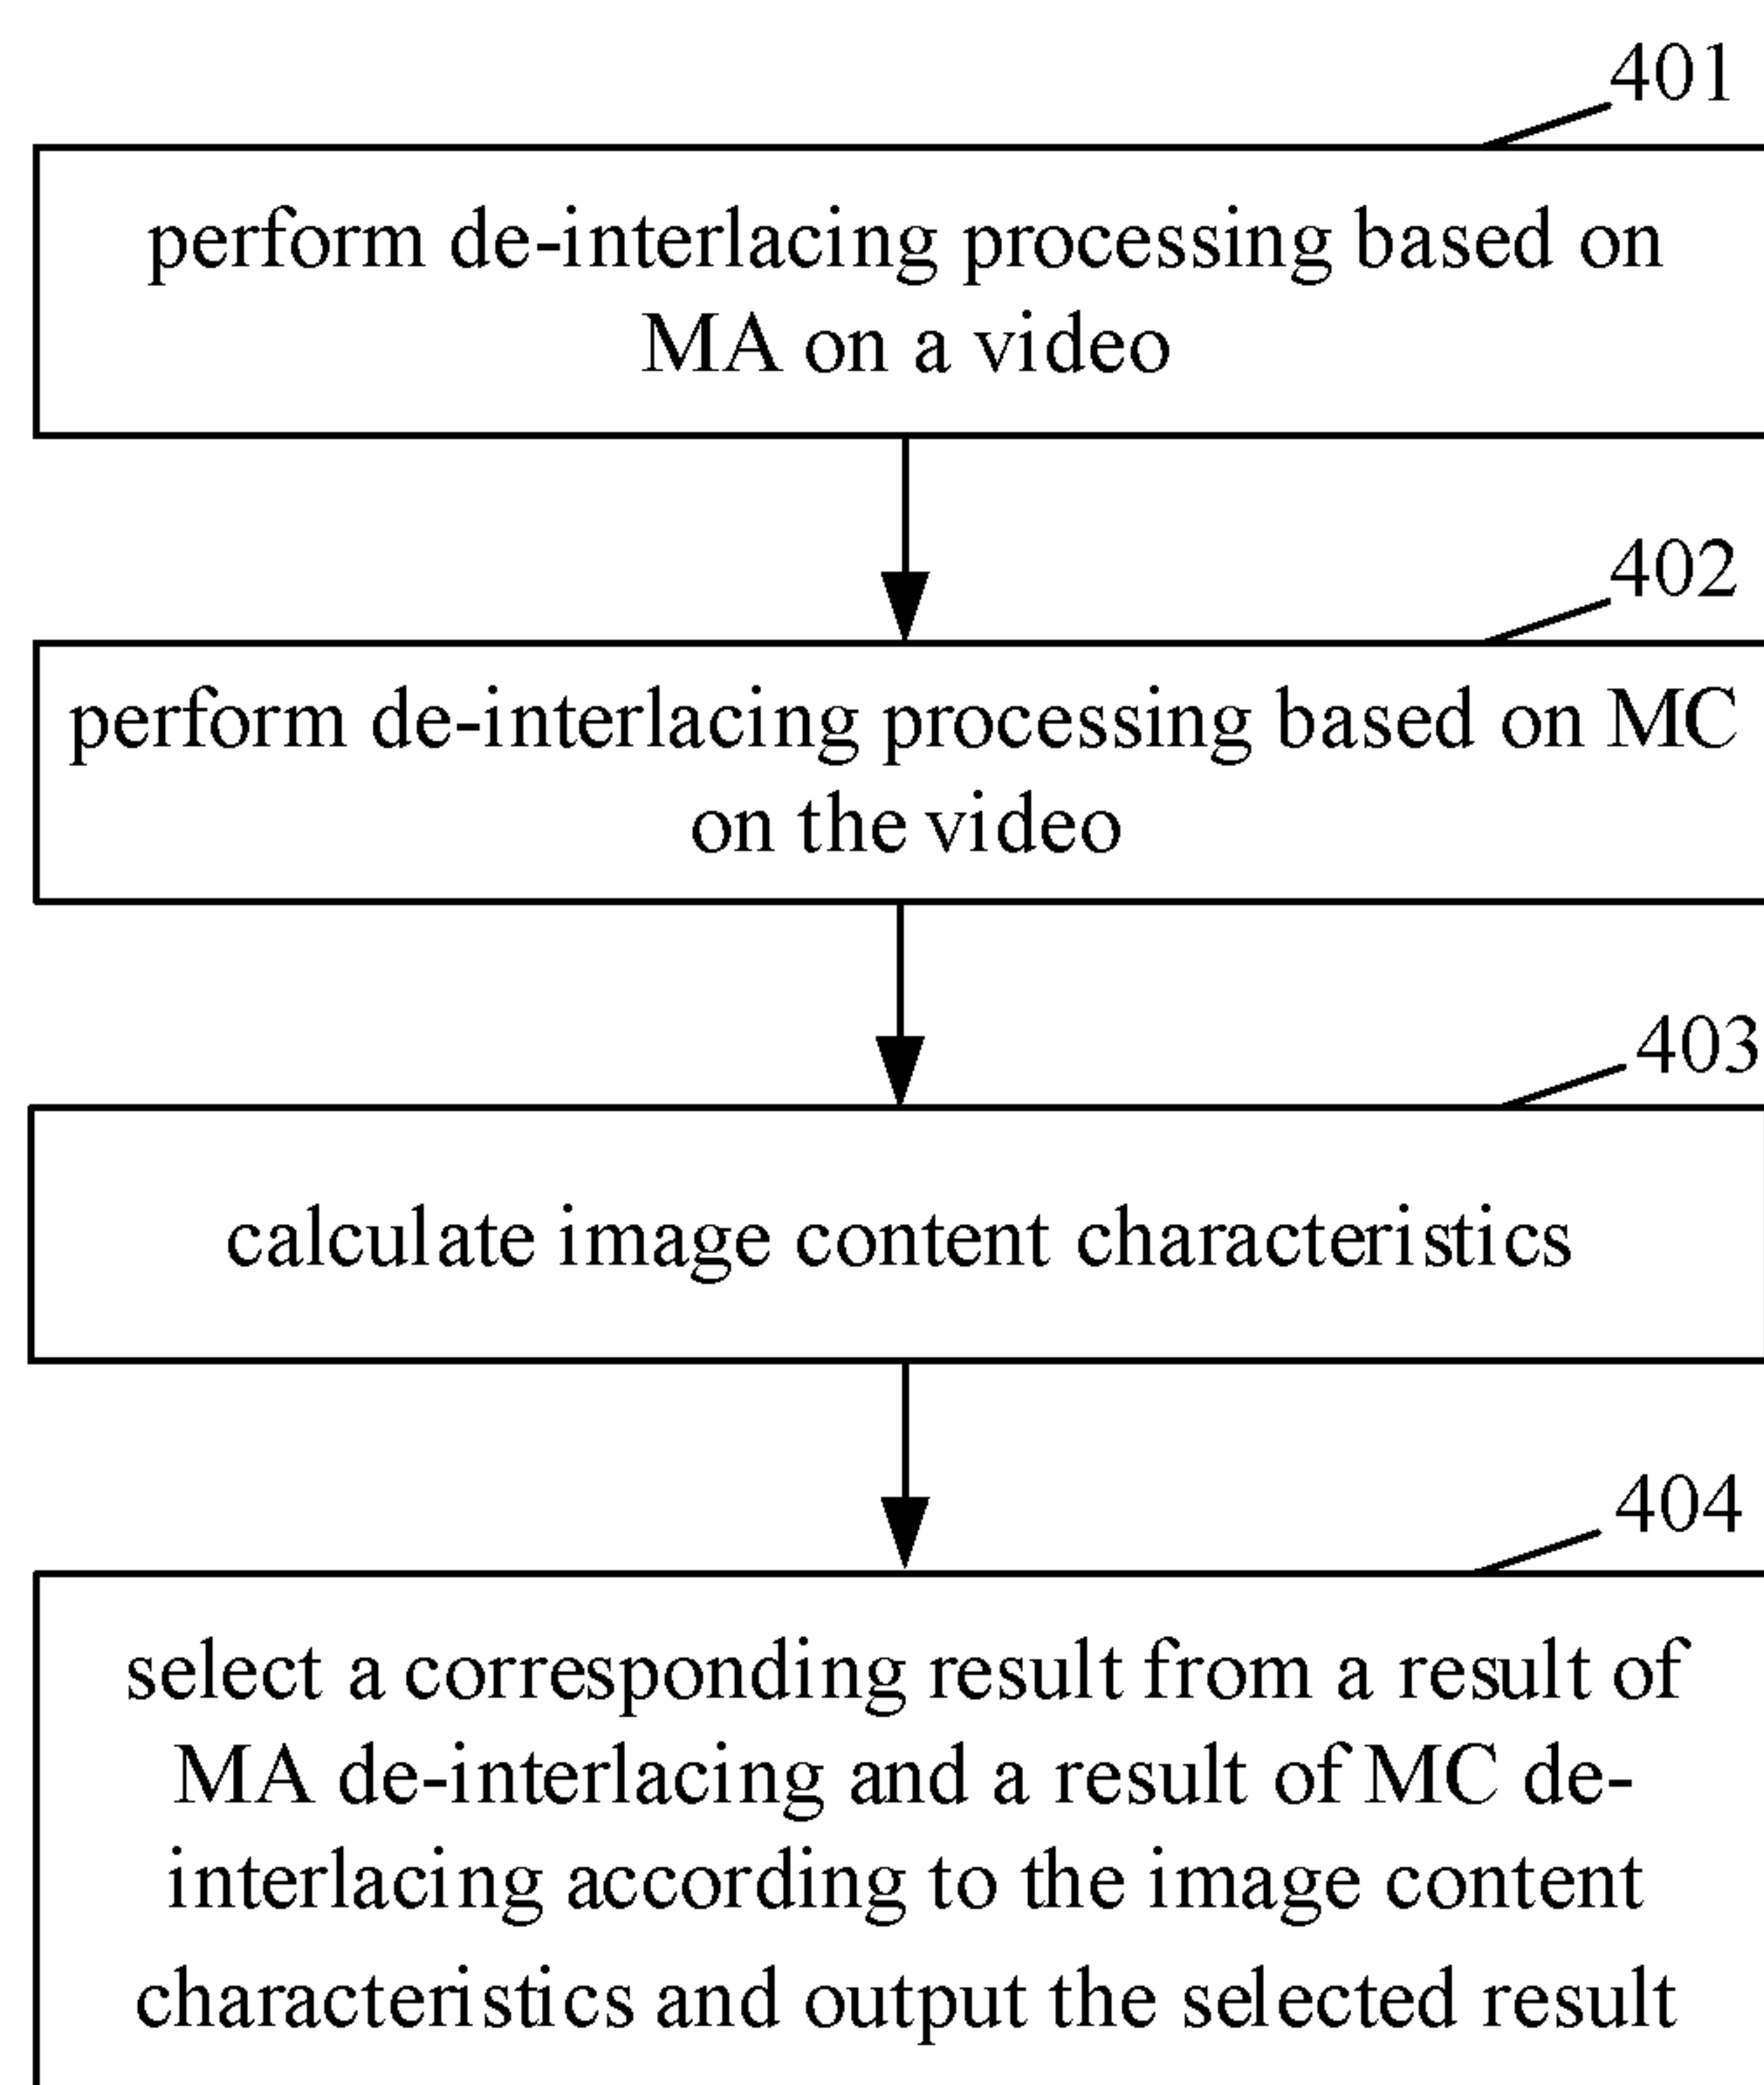 401
perform de-interlacing processing based on
MA on a video
402
perform de-interlacing processing based on MC
on the video
403
calculate image content characteristics
404
select a corresponding result from a result of
MA de-interlacing and a result of MC de-
interlacing according to the image content
characteristics and output the selected result